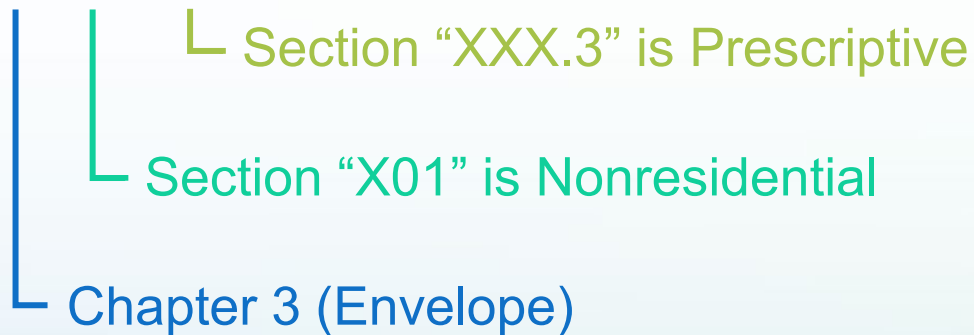 Section “XXX.3” is Prescriptive
Section “X01” is Nonresidential
Chapter 3 (Envelope)